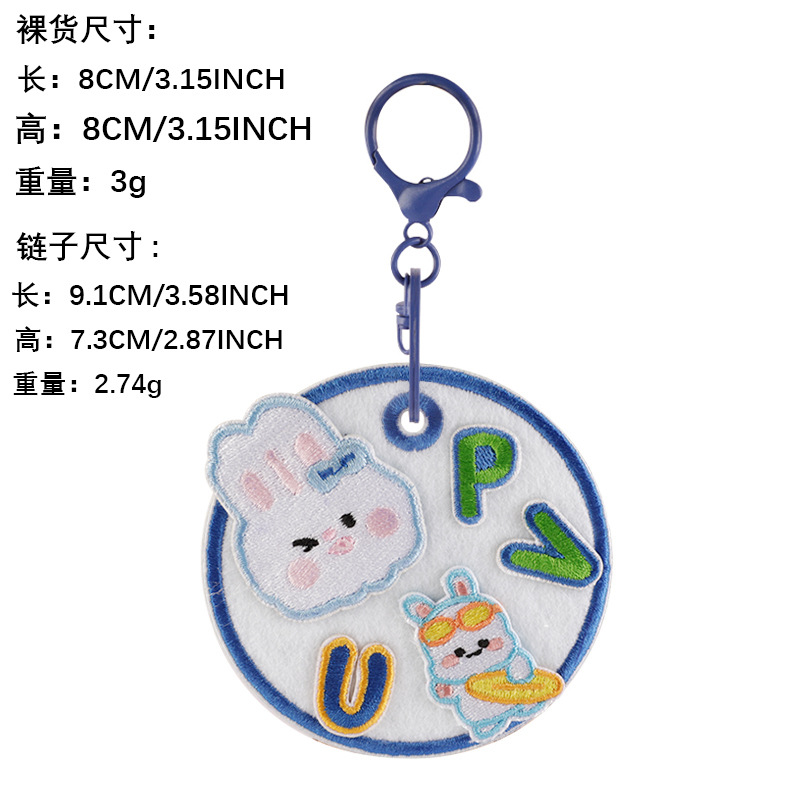 裸货尺寸：
长：8CM/3.15INCH
高：8CM/3.15INCH
重量：3g
链子尺寸：
长：9.1CM/3.58INCH
高：7.3CM/2.87INCH
重量：2.74g
P
V
U